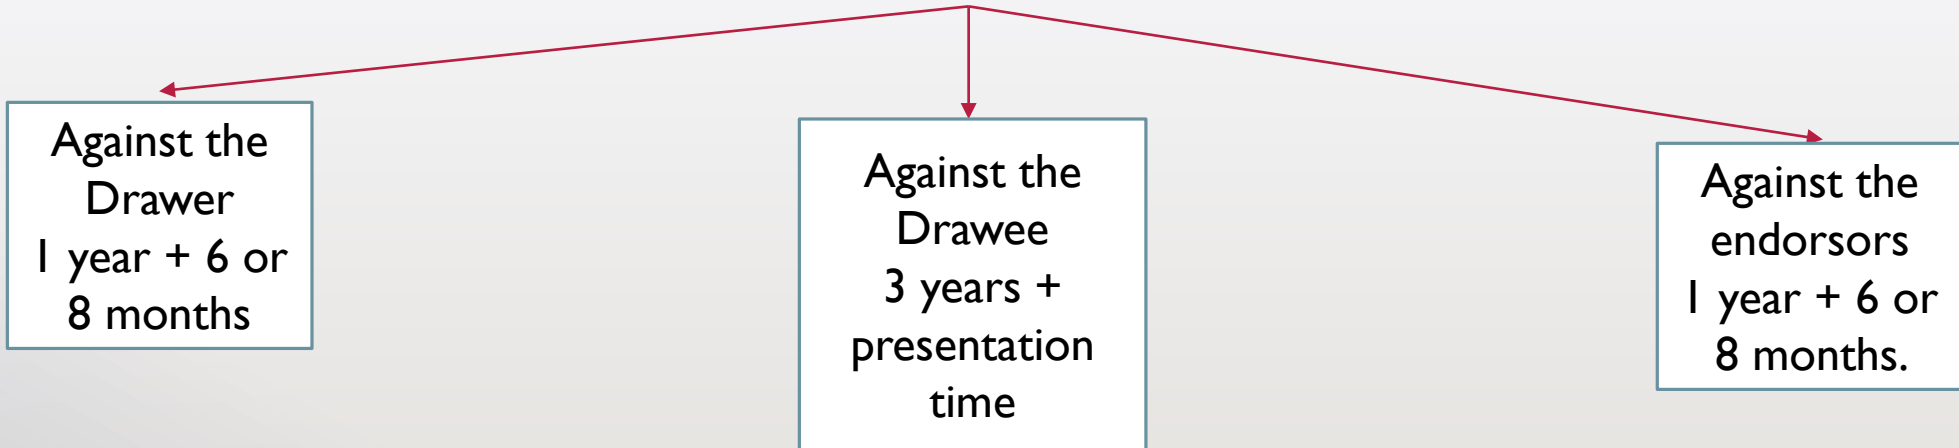 Against the
Drawer
1 year + 6 or
8 months
Against the
Drawee
3 years +
presentation
time
Against the
endorsors
1 year + 6 or
8 months.